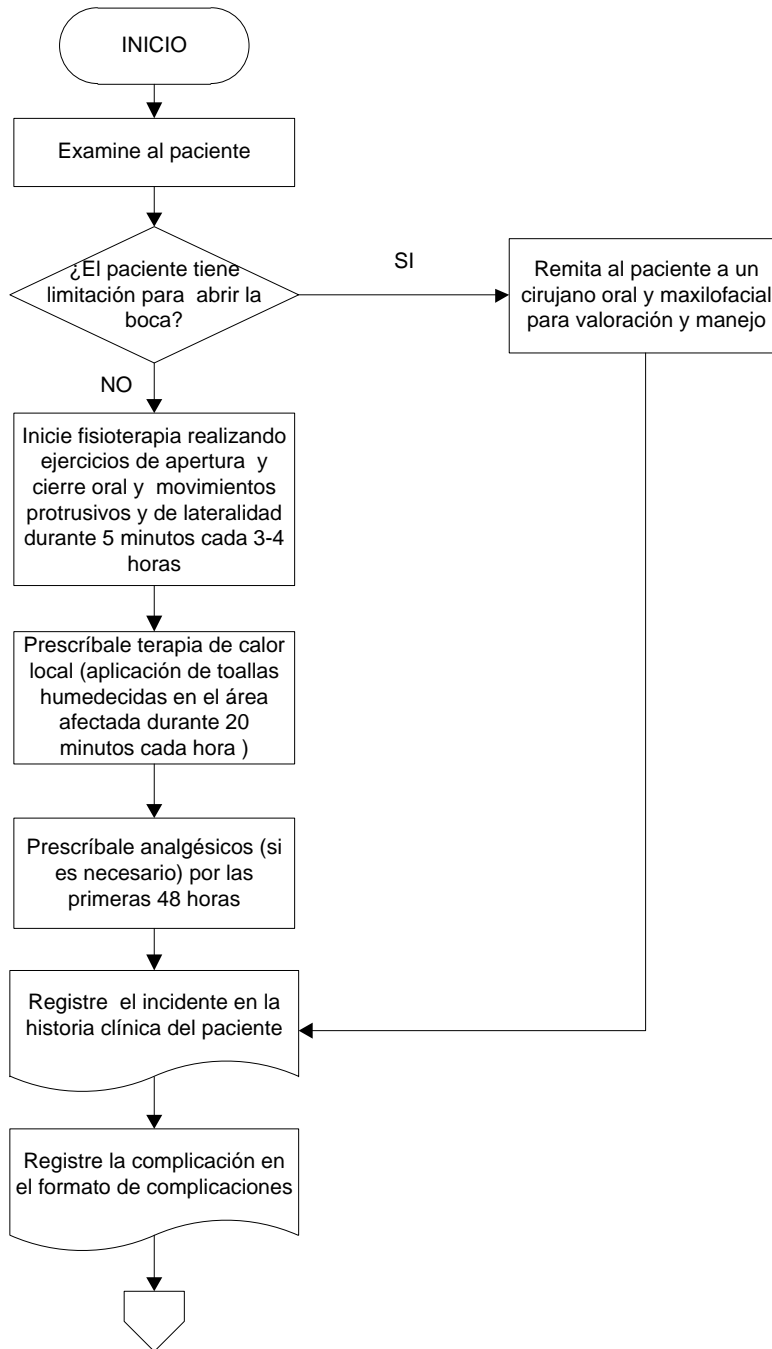 INICIO
Examine al paciente
¿El paciente tiene
limitación para abrir la
boca?
SI
Remita al paciente a un
cirujano oral y maxilofacial
para valoración y manejo
NO
Inicie fisioterapia realizando
ejercicios de apertura y
cierre oral y movimientos
protrusivos y de lateralidad
durante 5 minutos cada 3-4
horas
Prescríbale terapia de calor
local (aplicación de toallas
humedecidas en el área
afectada durante 20
minutos cada hora )
Prescríbale analgésicos (si
es necesario) por las
primeras 48 horas
Registre el incidente en la
historia clínica del paciente
Registre la complicación en
el formato de complicaciones